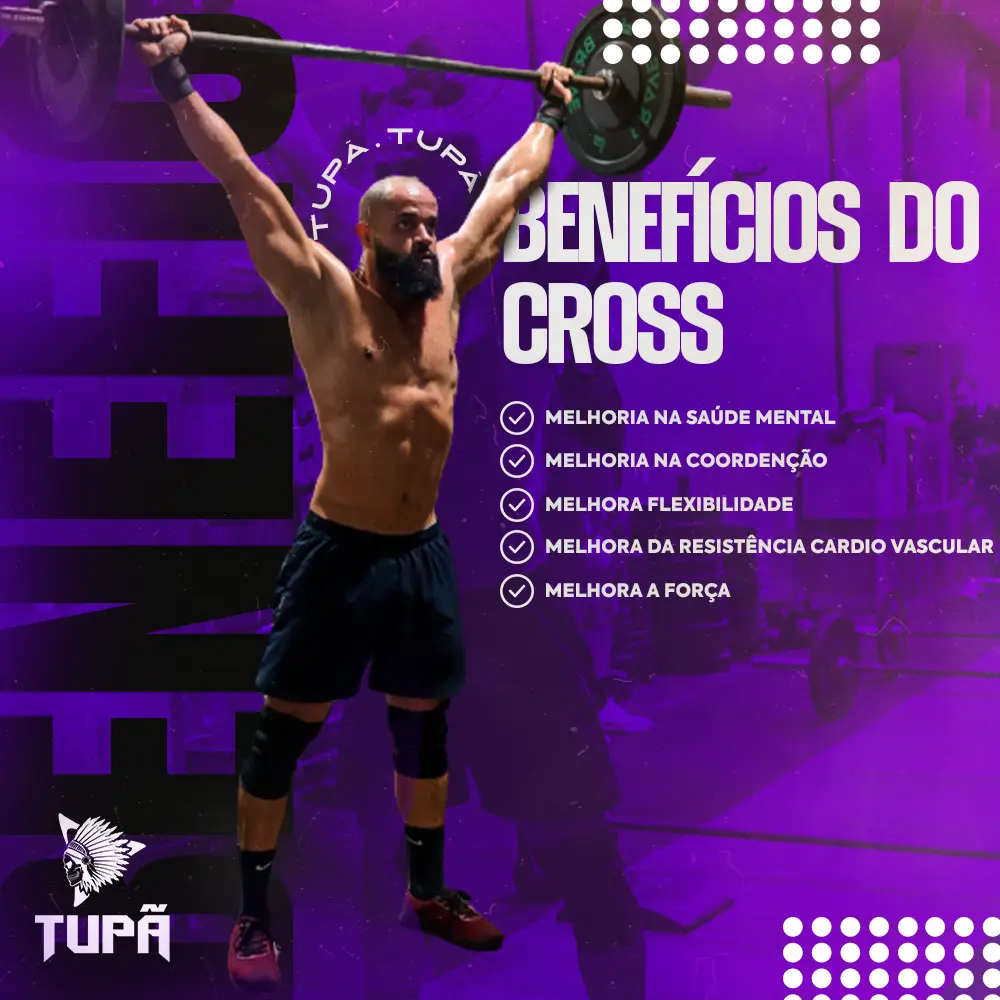 TUPÃ.TUPÃ
BENEFÍCIOS DO
CROSS
MELHORIA NA SAÚDE MENTAL
MELHORIA NA COORDENÇÃO
MELHORA FLEXIBILIDADE
MELHORA DA RESISTÊNCIA CARDIO VASCULAR
MELHORA A FORÇA
TUPÃ